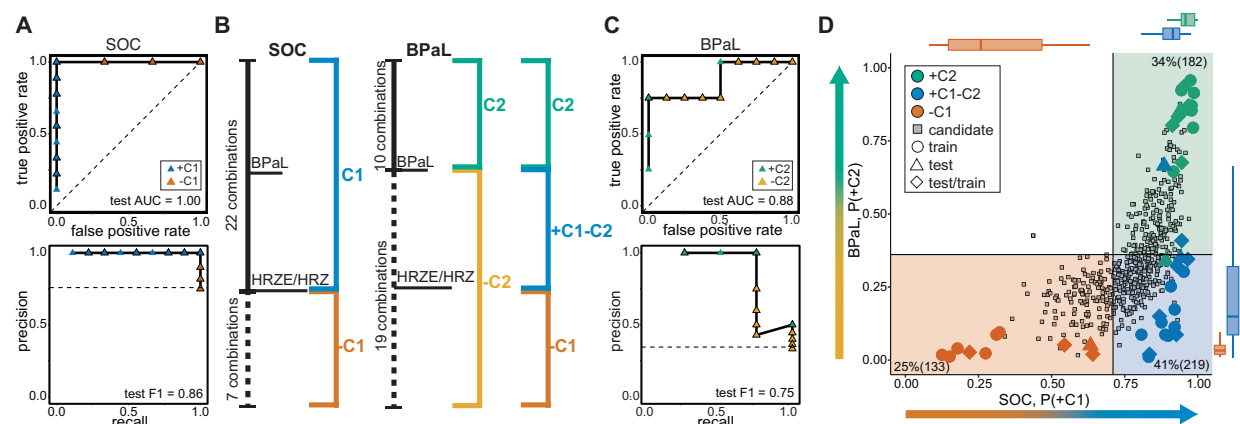 A
SOC
true positive rate
1.0
0.5
0.0
+C1
-C1
test AUC = 1.00
0.0
0.5
1.0
false positive rate
precision
1.0
0.5
0.0
test F1 = 0.86
0.0
0.5
1.0
recall
B
SOC
BPaL
22 combinations
7 combinations
BPaL
HRZE/HRZ
C1
-C1
10 combinations
19 combinations
BPaL
HRZE/HRZ
C2
-C2
C2
+C1-C2
-C1
C
BPaL
true positive rate
1.0
0.5
0.0
+C2
-C2
test AUC = 0.88
0.0
0.5
1.0
false positive rate
precision
1.0
0.5
0.0
test F1 = 0.75
0.0
0.5
1.0
recall
D
BPaL, P(+C2)
1.00
0.75
0.50
0.25
0.00
+C2
+C1-C2
-C1
candidate
train
test
test/train
34%(182)
25%(133)
41%(219)
0.00
0.25
0.50
0.75
1.00
SOC, P(+C1)